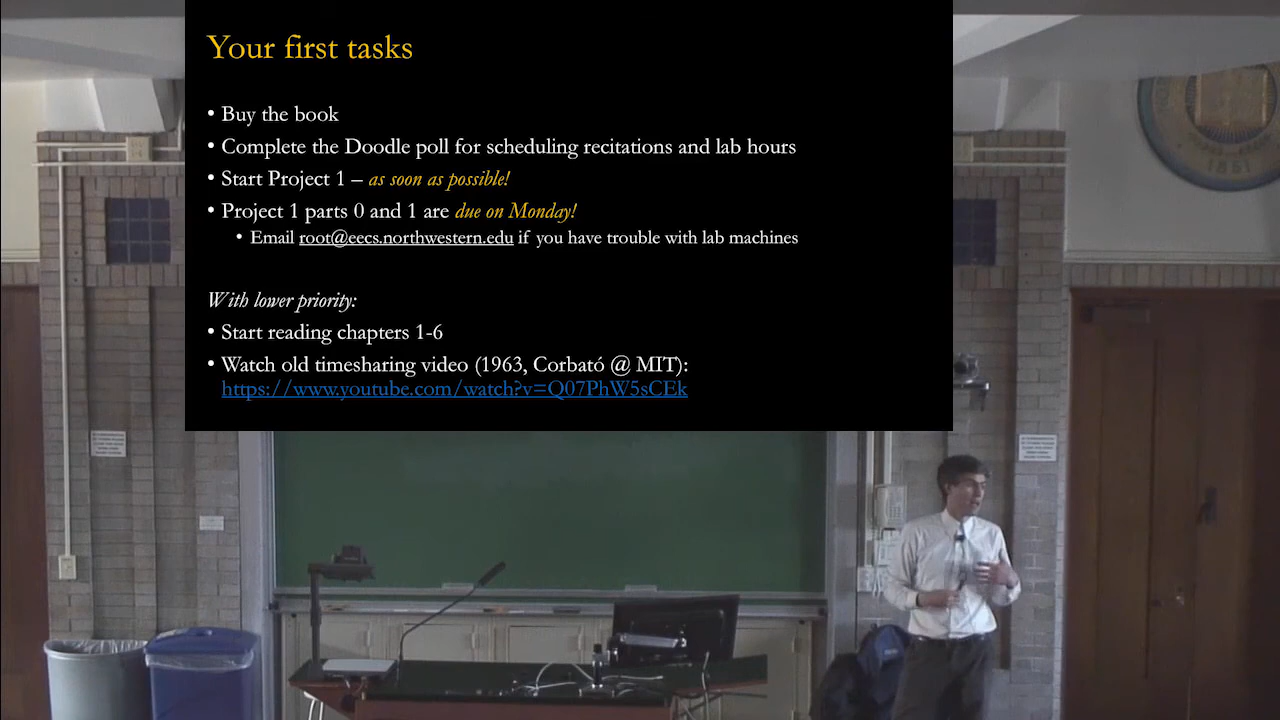 Your first tasks
• Buy the book
• Complete the Doodle poll for scheduling recitations and lab hours
• Start Project 1 – as soon as possible!
• Project 1 parts 0 and 1 are due on Monday!
• Email root@eecs.northwestern.edu if you have trouble with lab machines
With lower priority:
• Start reading chapters 1-6
• Watch old timesharing video (1963, Corbató @ MIT):
https://www.youtube.com/watch?v=Q07PhW5sCEk
1851